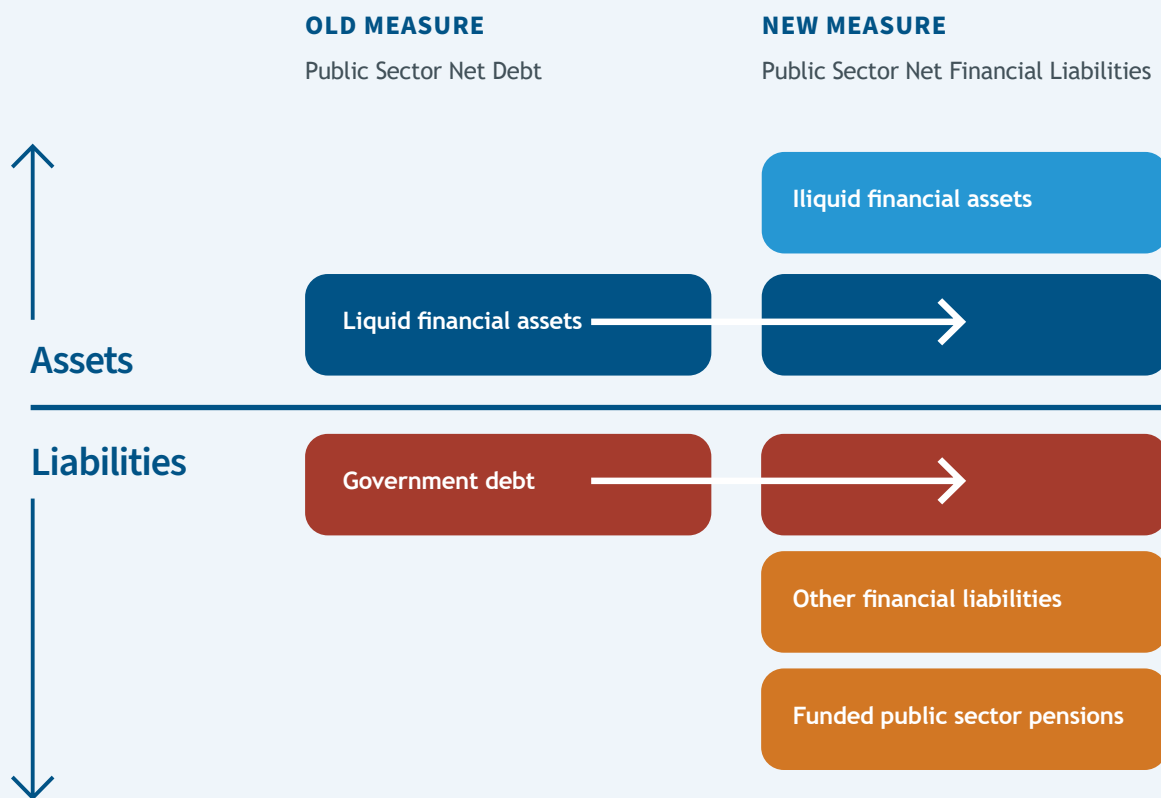 OLD MEASURE
Public Sector Net Debt
NEW MEASURE
Public Sector Net Financial Liabilities
Iliquid financial assets
Liquid financial assets
Assets
Liabilities
Government debt
Other financial liabilities
Funded public sector pensions